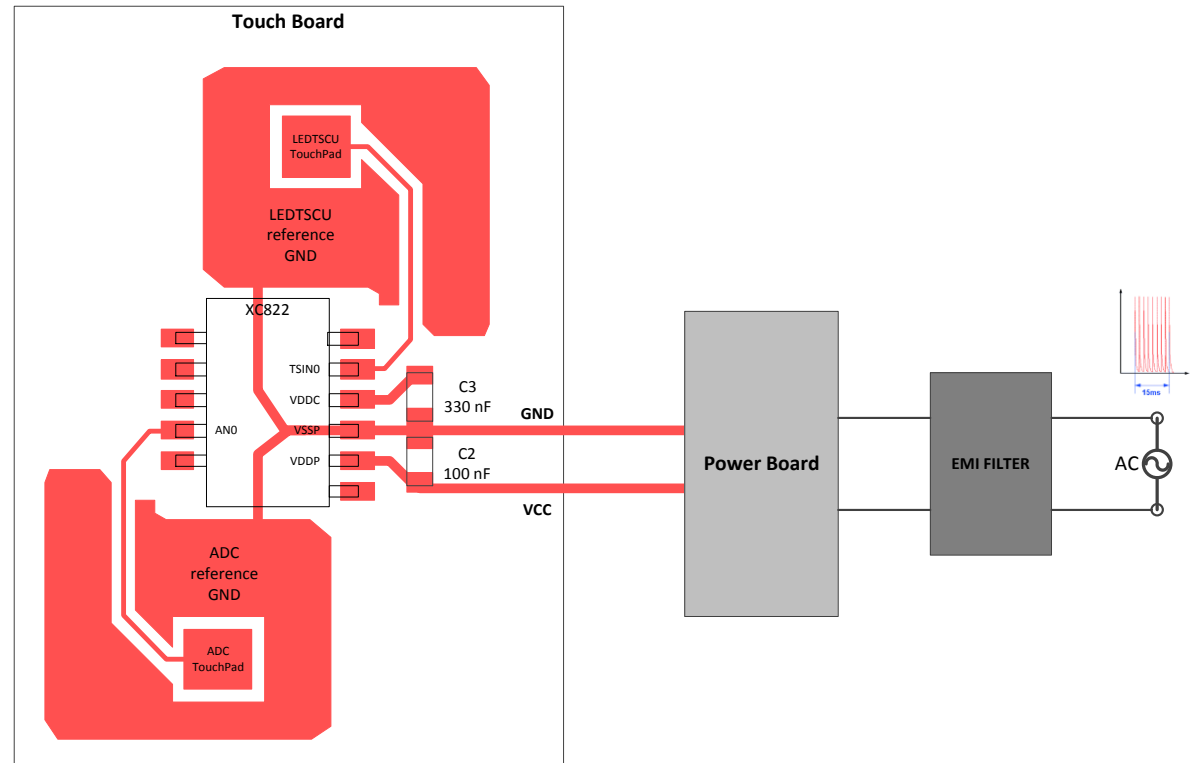 Touch Board
LEDTSCU
TouchPad
LEDTSCU
reference
GND
XC822
TSIN0
VDDC
C3
330 nF
GND
AN0
VSSP
VDDP
C2
100 nF
VCC
Power Board
EMI FILTER
AC
15ms
ADC
reference
GND
ADC
TouchPad